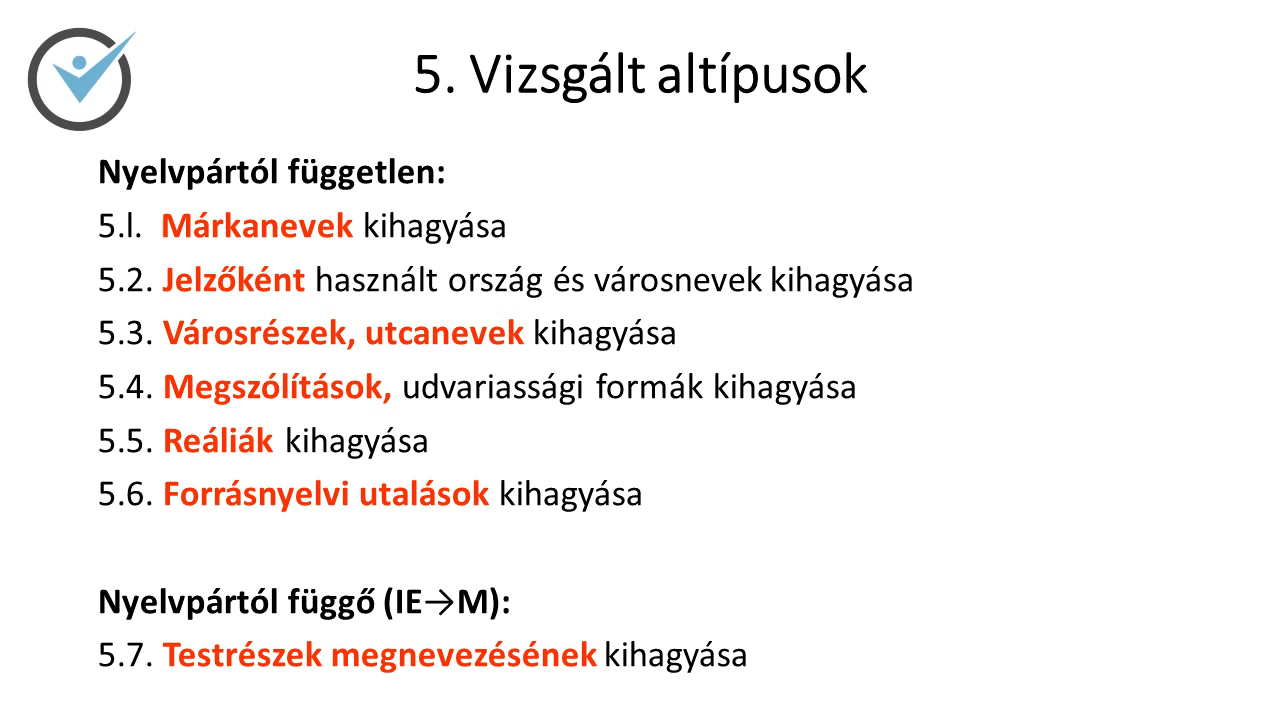 5. Vizsgált altípusok
Nyelvpártól független:
5.l. Márkanevek kihagyása
5.2. Jelzőként használt ország és városnevek kihagyása
5.3. Városrészek, utcanevek kihagyása
5.4. Megszólítások, udvariassági formák kihagyása
5.5. Reáliák kihagyása
5.6. Forrásnyelvi utalások kihagyása
Nyelvpártól függő (IE→M):
5.7. Testrészek megnevezésének kihagyása